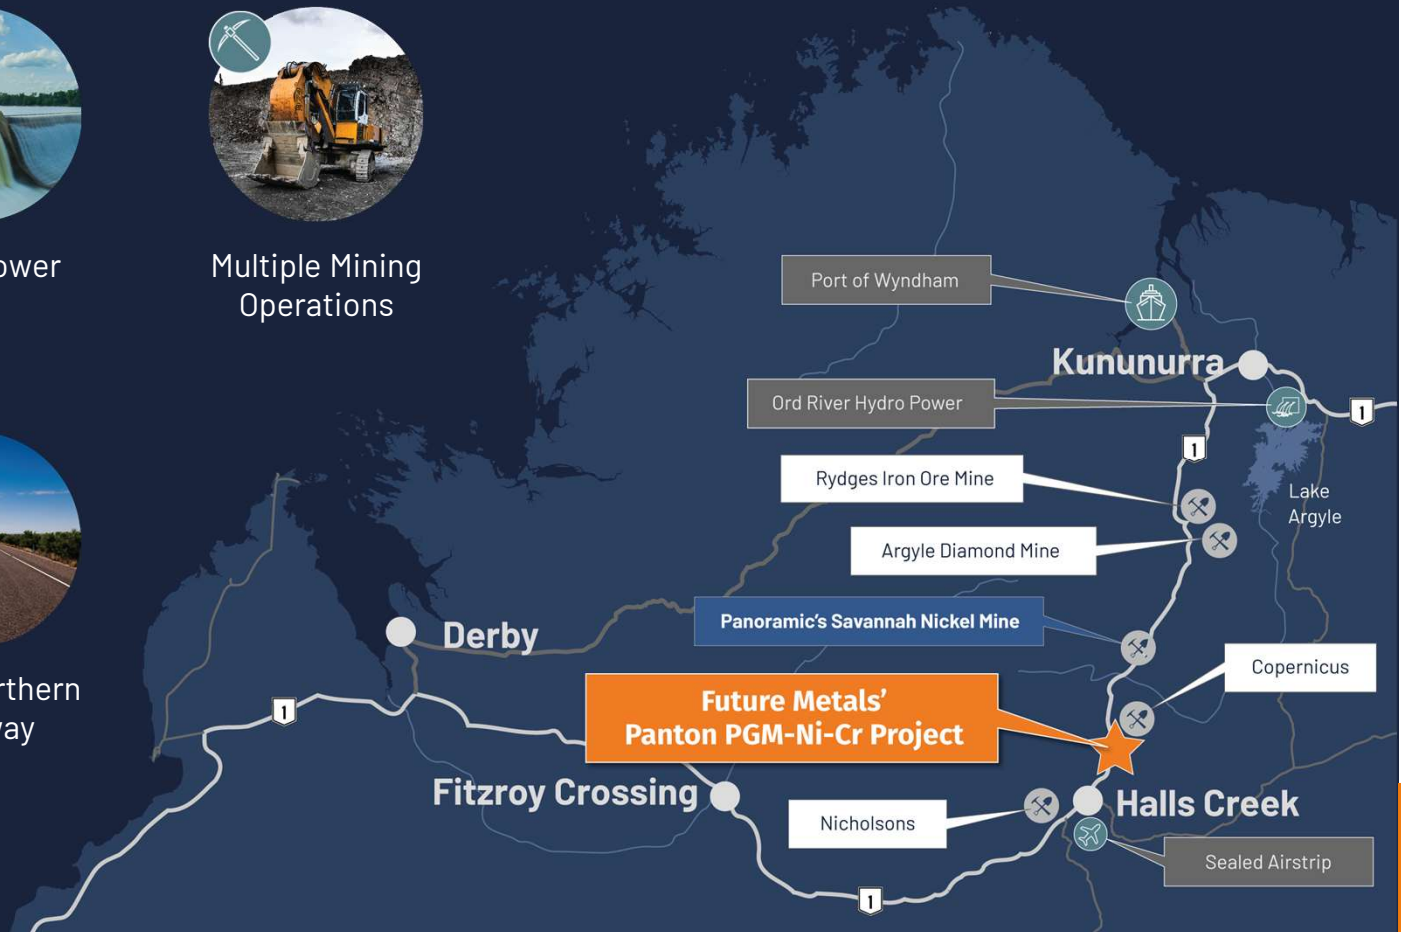 ower
Multiple Mining
Operations
rthern
way
Port of Wyndham
Kununurra
Ord River Hydro Power
1
1
Rydges Iron Ore Mine
Lake
Argyle
Argyle Diamond Mine
Panoramic's Savannah Nickel Mine
Derby
Copernicus
Future Metals'
Panton PGM-Ni-Cr Project
1
Fitzroy Crossing
Halls Creek
Nicholsons
Sealed Airstrip
1